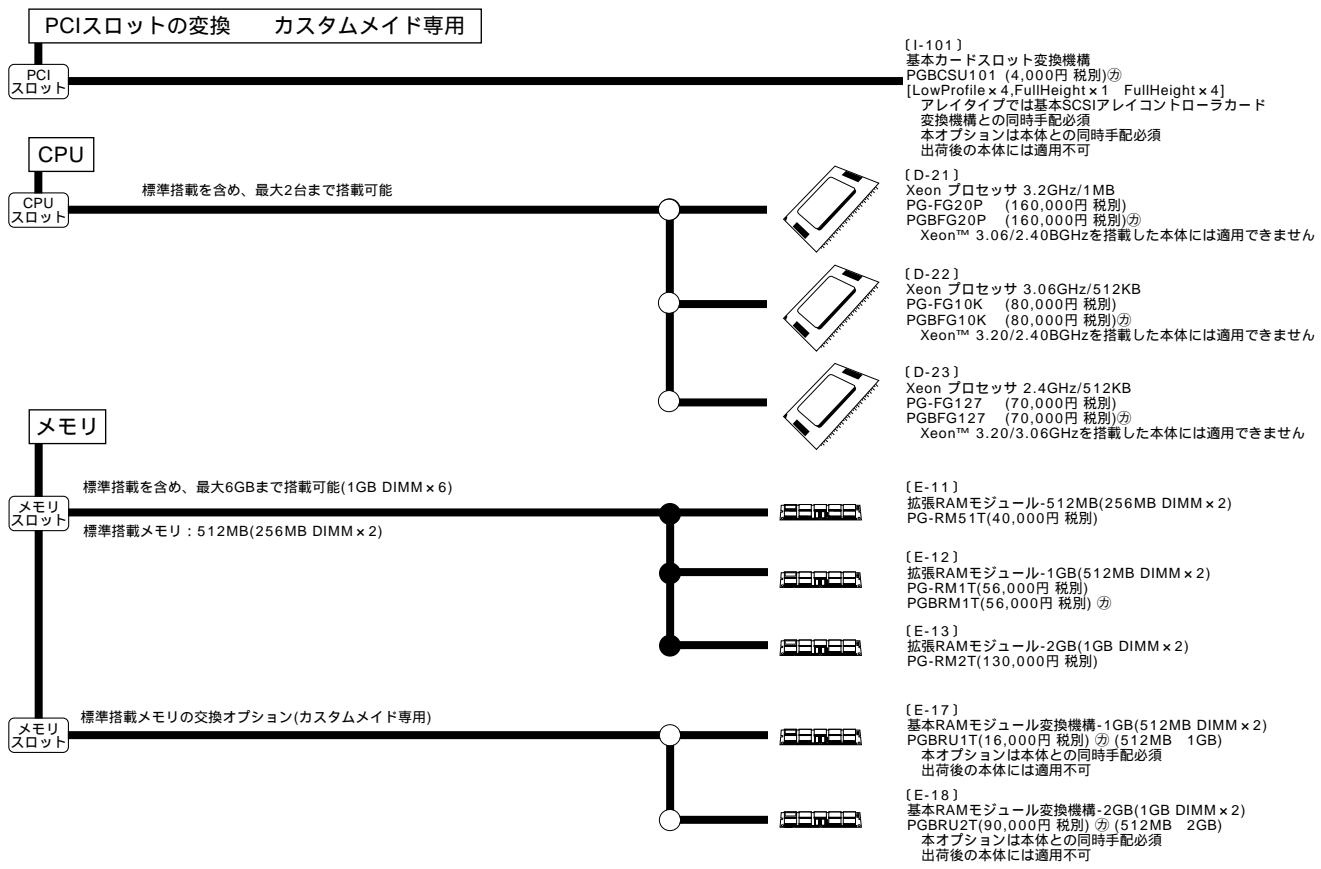 PCIスロットの変換　　カスタムメイド専用
PCI
スロット
〔I-101〕
基本カードスロット変換機構
PGBCSU101 (4,000円 税別)㋕
[LowProfile×4,FullHeight×1　FullHeight×4]
アレイタイプでは基本SCSIアレイコントローラカード
変換機構との同時手配必須
本オプションは本体との同時手配必須
出荷後の本体には適用不可
CPU
CPU
スロット
標準搭載を含め、最大2台まで搭載可能
〔D-21〕
Xeon プロセッサ 3.2GHz/1MB
PG-FG20P　(160,000円 税別)
PGBFG20P　(160,000円 税別)㋕
Xeon™ 3.06/2.40BGHzを搭載した本体には適用できません
〔D-22〕
Xeon プロセッサ 3.06GHz/512KB
PG-FG10K　(80,000円 税別)
PGBFG10K　(80,000円 税別)㋕
Xeon™ 3.20/2.40BGHzを搭載した本体には適用できません
〔D-23〕
Xeon プロセッサ 2.4GHz/512KB
PG-FG127　(70,000円 税別)
PGBFG127　(70,000円 税別)㋕
Xeon™ 3.20/3.06GHzを搭載した本体には適用できません
メモリ
メモリ
スロット
標準搭載を含め、最大6GBまで搭載可能(1GB DIMM×6)
標準搭載メモリ：512MB(256MB DIMM×2)
〔E-11〕
拡張RAMモジュール-512MB(256MB DIMM×2)
PG-RM51T(40,000円 税別)
〔E-12〕
拡張RAMモジュール-1GB(512MB DIMM×2)
PG-RM1T(56,000円 税別)
PGBRM1T(56,000円 税別) ㋕
〔E-13〕
拡張RAMモジュール-2GB(1GB DIMM×2)
PG-RM2T(130,000円 税別)
メモリ
スロット
標準搭載メモリの交換オプション(カスタムメイド専用)
〔E-17〕
基本RAMモジュール変換機構-1GB(512MB DIMM×2)
PGBRU1T(16,000円 税別) ㋕ (512MB　1GB)
本オプションは本体との同時手配必須
出荷後の本体には適用不可
〔E-18〕
基本RAMモジュール変換機構-2GB(1GB DIMM×2)
PGBRU2T(90,000円 税別) ㋕ (512MB　2GB)
本オプションは本体との同時手配必須
出荷後の本体には適用不可